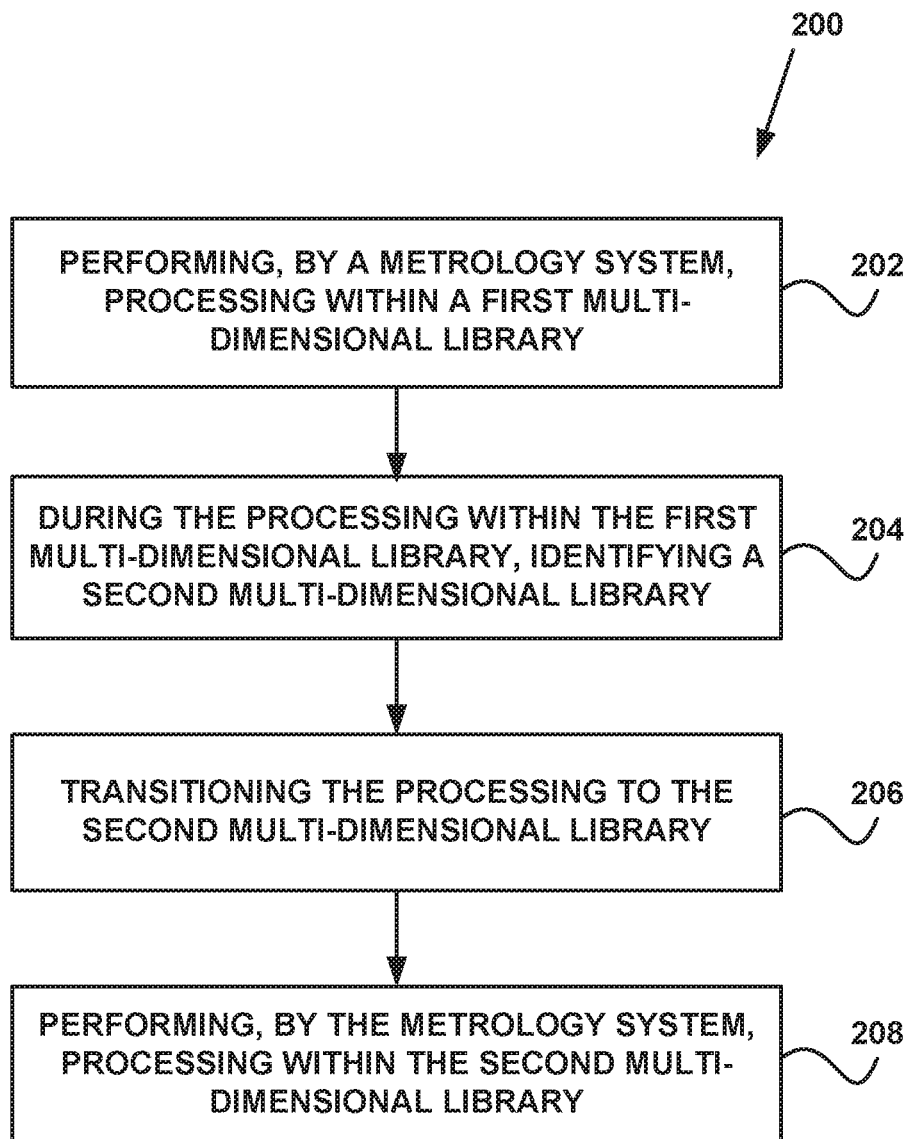 200
PERFORMING, BY A METROLOGY SYSTEM,
PROCESSING WITHIN A FIRST MULTI-
DIMENSIONAL LIBRARY
202
DURING THE PROCESSING WITHIN THE FIRST
MULTI-DIMENSIONAL LIBRARY, IDENTIFYING A
SECOND MULTI-DIMENSIONAL LIBRARY
204
TRANSITIONING THE PROCESSING TO THE
SECOND MULTI-DIMENSIONAL LIBRARY
206
PERFORMING, BY THE METROLOGY SYSTEM,
PROCESSING WITHIN THE SECOND MULTI-
DIMENSIONAL LIBRARY
208